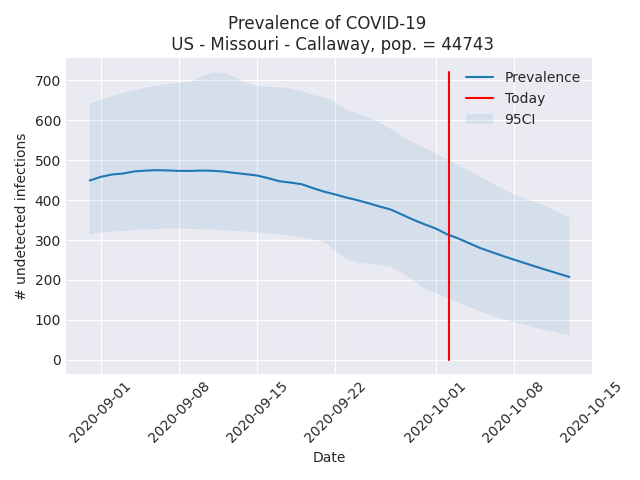 Prevalence of COVID-19
US - Missouri - Callaway, pop. = 44743
# undetected infections
700
600
500
400
300
200
100
0
Prevalence
Today
95CI
2020-09-01
2020-09-08
2020-09-15
2020-09-22
2020-10-01
2020-10-08
2020-10-15
Date